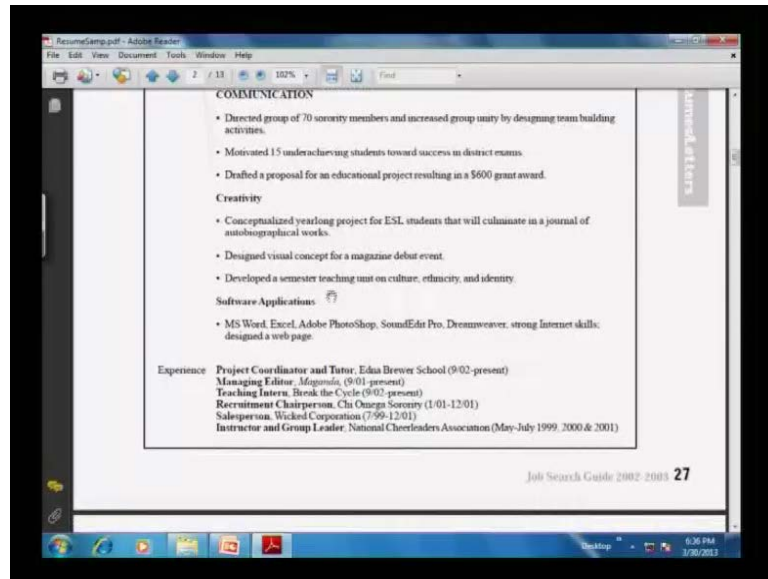 ResumeSamp.pdf - Adobe Reader
File Edit View Document Tools Window Help
2 / 13 102% Find
COMMUNICATION
• Directed group of 70 sorority members and increased group unity by designing team building
activities.
• Motivated 15 underachieving students toward success in district exams.
• Drafted a proposal for an educational project resulting in a $600 grant award.
Creativity
• Conceptualized yearlong project for ESL students that will culminate in a journal of
autobiographical works.
• Designed visual concept for a magazine debut event.
• Developed a semester teaching unit on culture, ethnicity, and identity.
Software Applications
• MS Word, Excel, Adobe PhotoShop, SoundEdit Pro, Dreamweaver, strong Internet skills;
designed a web page.
Experience Project Coordinator and Tutor, Edna Brewer School (9/02-present)
Managing Editor, Maganda, (9/01-present)
Teaching Intern, Break the Cycle (9/02-present)
Recruitment Chairperson, Chi Omega Sorority (1/01-12/01)
Salesperson, Wicked Corporation (7/99-12/01)
Instructor and Group Leader, National Cheerleaders Association (May-July 1999, 2000 & 2001)
Job Search Guide 2002-2003 27
Desktop
6:36 PM
3/30/2013